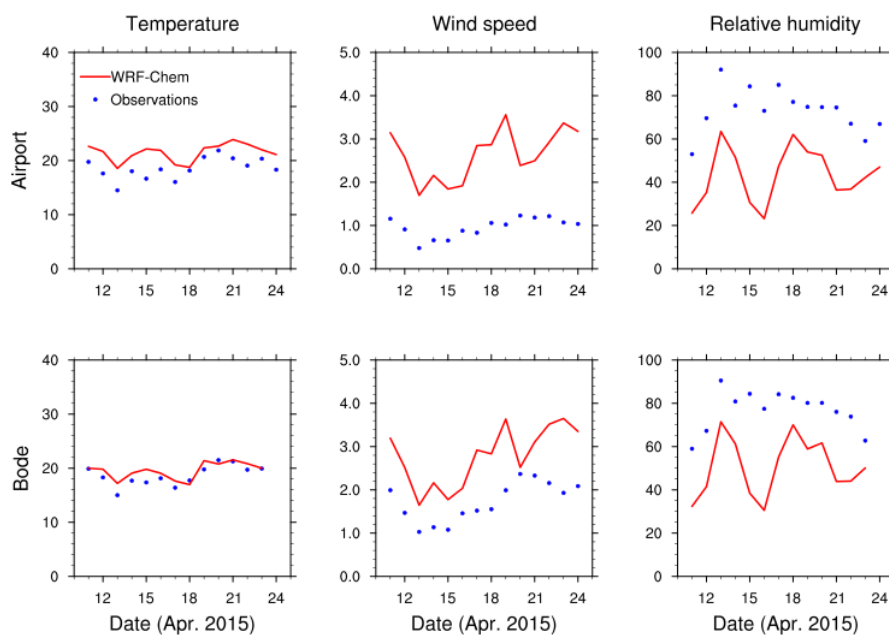 Temperature
Wind speed
Relative humidity
Airport
40
30
20
10
0
WRF-Chem
Observations
12 15 18 21 24
5.0
4.0
3.0
2.0
1.0
0.0
12 15 18 21 24
100
80
60
40
20
0
12 15 18 21 24
Bode
40
30
20
10
0
12 15 18 21 24
Date (Apr. 2015)
5.0
4.0
3.0
2.0
1.0
0.0
12 15 18 21 24
Date (Apr. 2015)
100
80
60
40
20
0
12 15 18 21 24
Date (Apr. 2015)